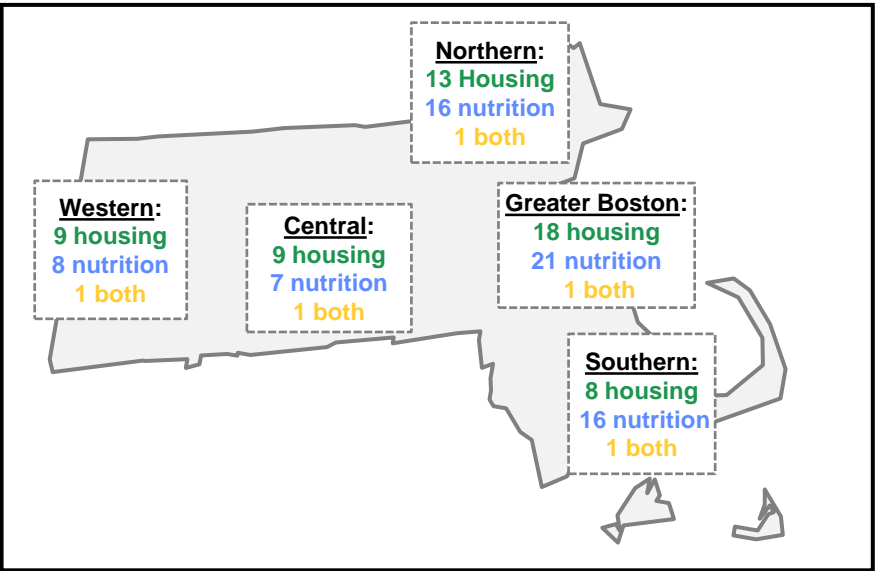 Northern:
13 Housing
16 nutrition
1 both
Western:
9 housing
8 nutrition
1 both
Central:
9 housing
7 nutrition
1 both
Greater Boston:
18 housing
21 nutrition
1 both
Southern:
8 housing
16 nutrition
1 both